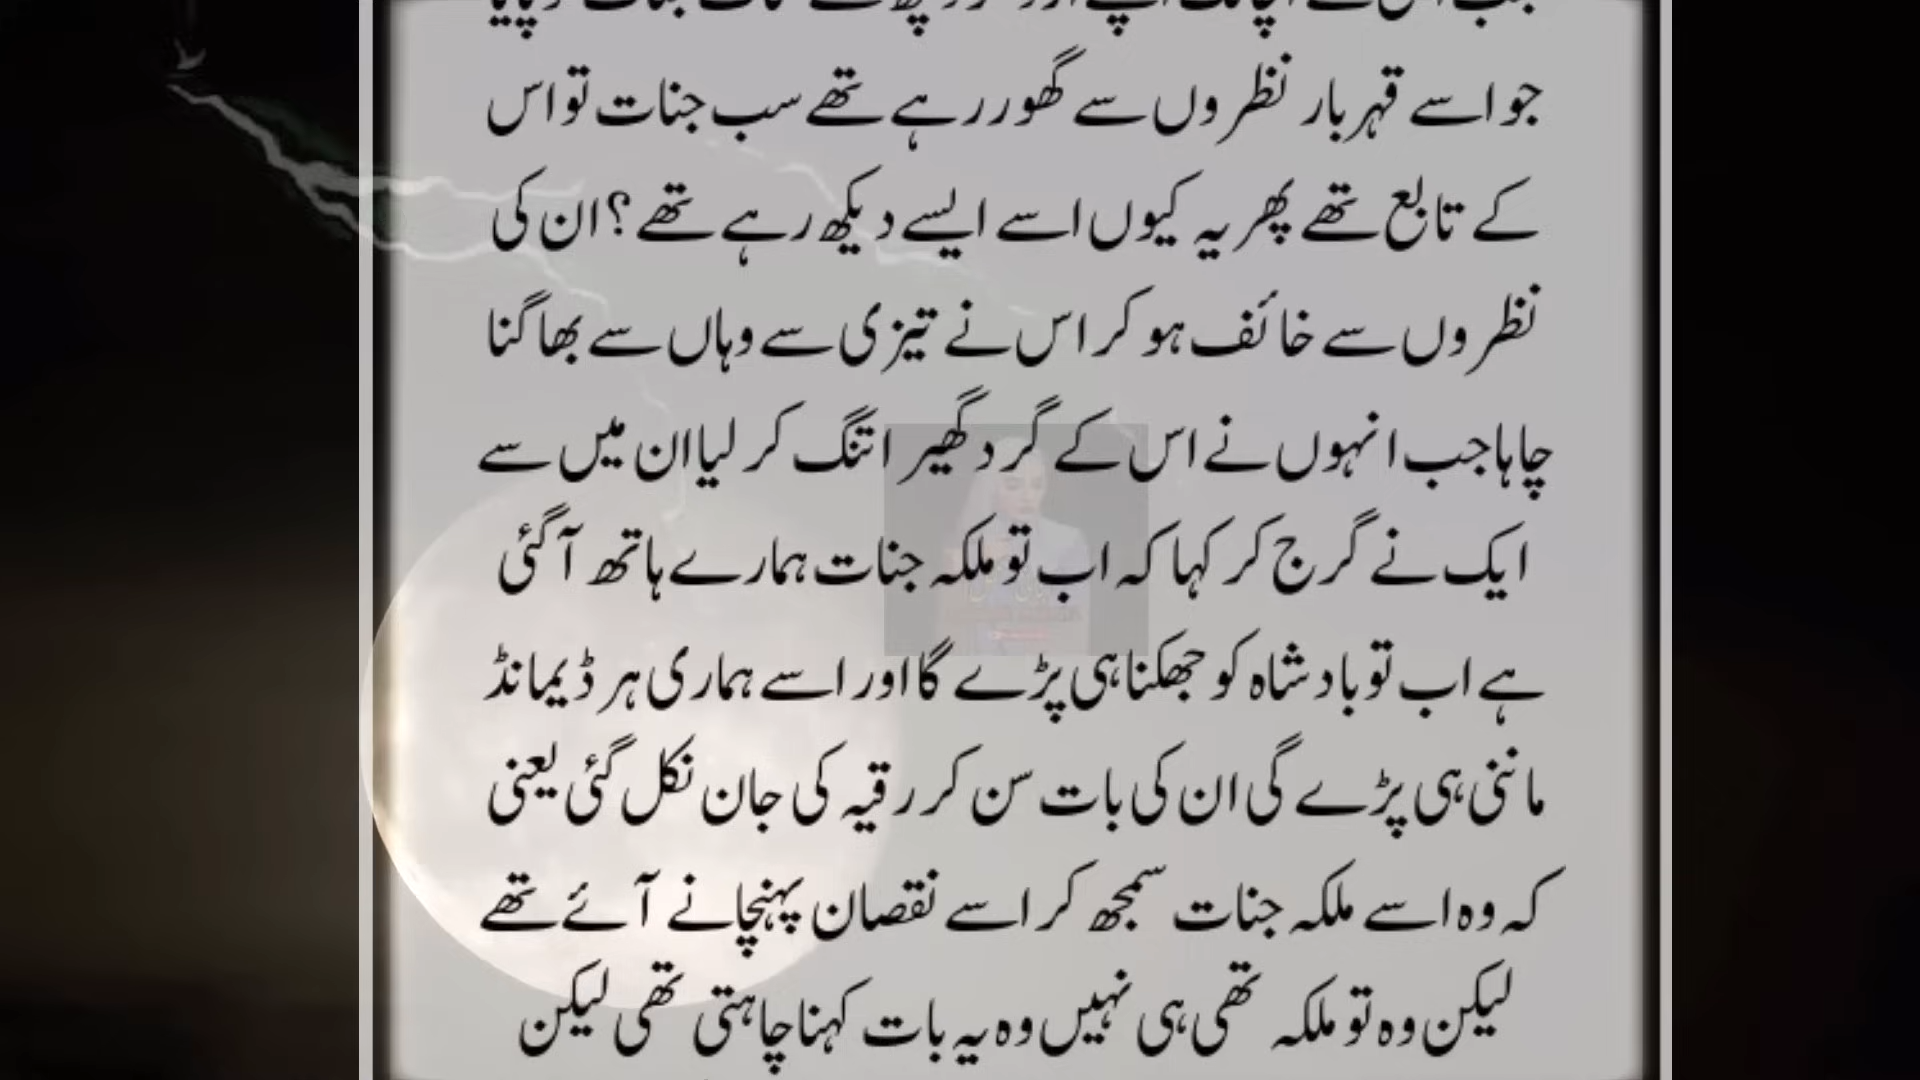 جو اسے قہر بار نظروں سے گھور رہے تھے سب جنات تو اس
کے تابع تھے پھر یہ کیوں اسے ایسے دیکھ رہے تھے؟ ان کی
نظروں سے خائف ہو کر اس نے تیزی سے وہاں سے بھاگنا
چاہا جب انہوں نے اس کے گرد گھیرا تنگ کر لیا ان میں سے
ایک نے گرج کر کہا کہ اب تو ملکہ جنات ہمارے ہاتھ آ گئی
ہے اب تو بادشاہ کو جھکنا ہی پڑے گا اور اسے ہماری ہر ڈیمانڈ
ماننی ہی پڑے گی ان کی بات سن کر رقیہ کی جان نکل گئی یعنی
کہ وہ اسے ملکہ جنات سمجھ کر اسے نقصان پہنچانے آئے تھے
لیکن وہ تو ملکہ تھی ہی نہیں وہ یہ بات کہنا چاہتی تھی لیکن